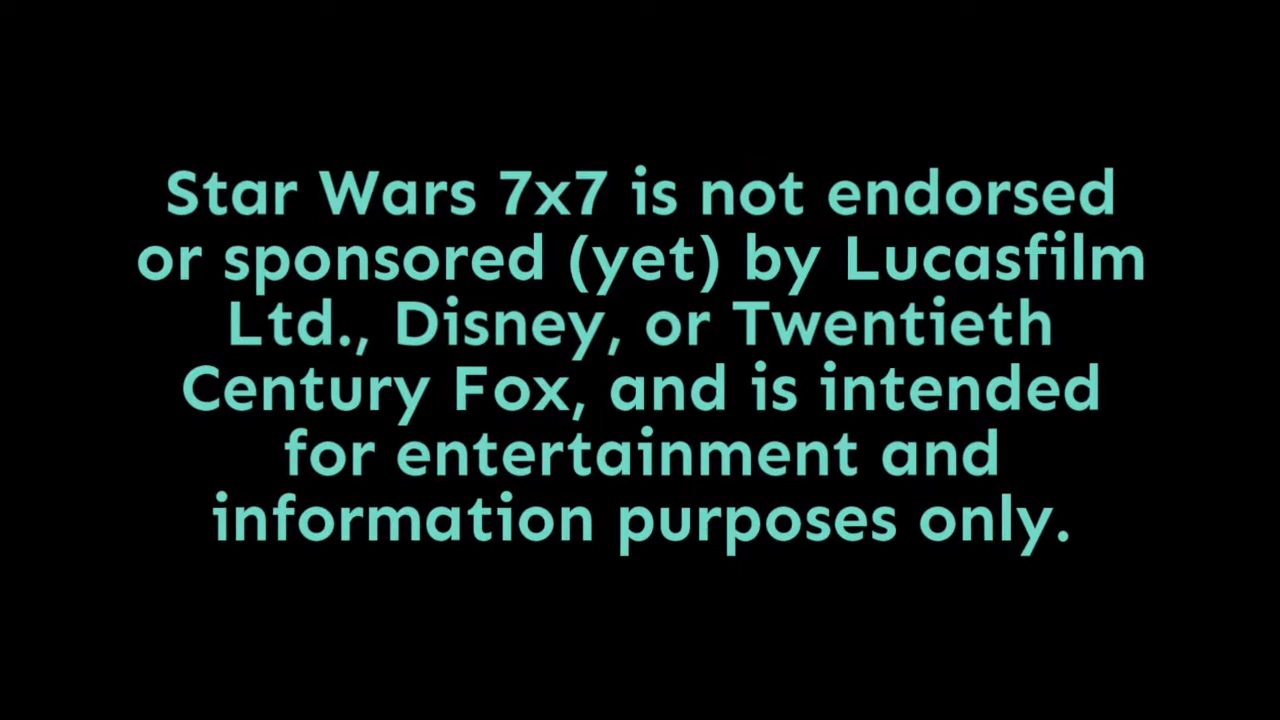 Star Wars 7x7 is not endorsed
or sponsored (yet) by Lucasfilm
Ltd., Disney, or Twentieth
Century Fox, and is intended
for entertainment and
information purposes only.